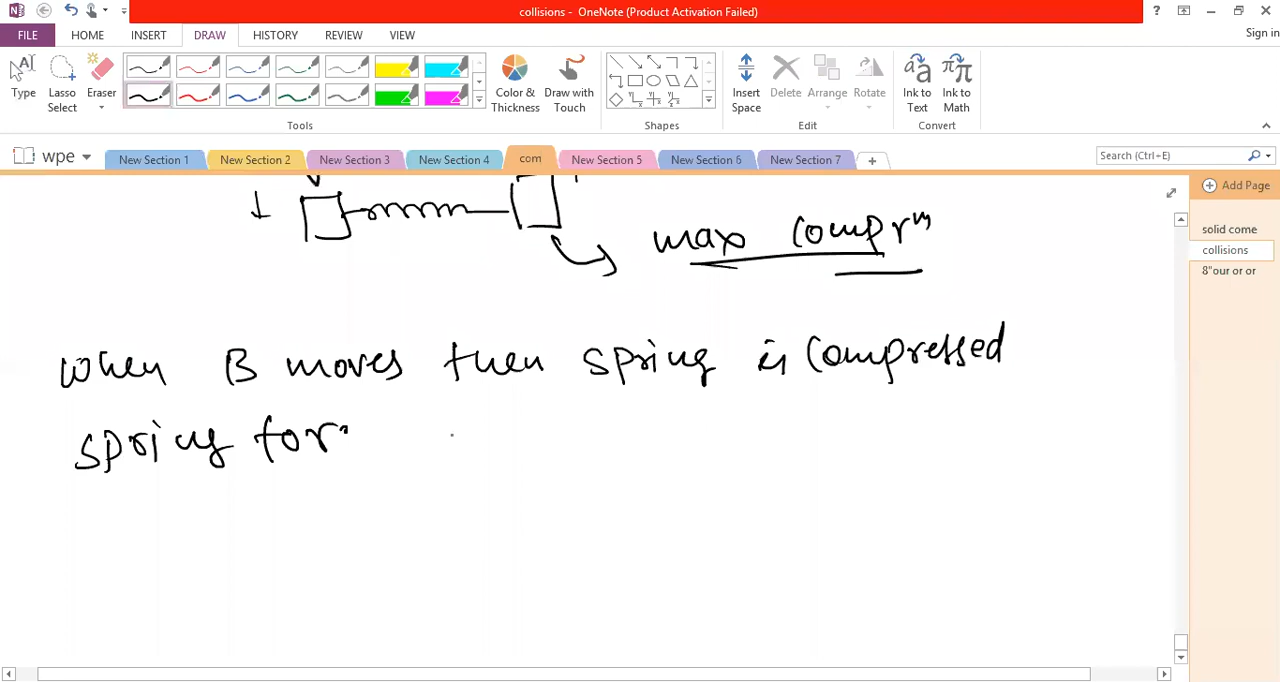 collisions - OneNote (Product Activation Failed)
?
FILE HOME INSERT DRAW HISTORY REVIEW VIEW
Sign in
Type Lasso Select Eraser
Color & Thickness Draw with Touch
Insert Space Delete Arrange Rotate
Ink to Text Ink to Math
Tools Shapes Edit Convert
wpe New Section 1 New Section 2 New Section 3 New Section 4 com New Section 5 New Section 6 New Section 7 +
Search (Ctrl+E)
Add Page
solid come
collisions
8"our or or
max comprⁿ
When B moves then spring is compressed
spring